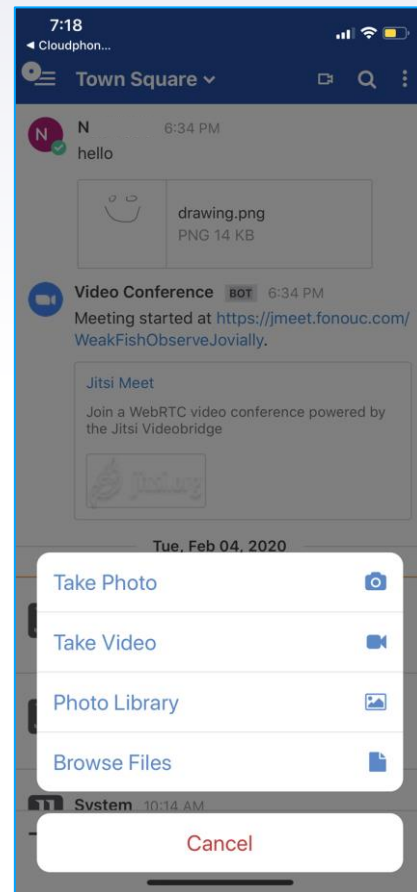 7:18
◀ Cloudphon...
Town Square
N 6:34 PM
N
hello
drawing.png
PNG 14 KB
Video Conference BOT 6:34 PM
Meeting started at https://jmeet.fonouc.com/
WeakFishObserveJovially.
Jitsi Meet
Join a WebRTC video conference powered by
the Jitsi Videobridge
jitsi.org
Tue, Feb 04, 2020
Take Photo
Take Video
Photo Library
Browse Files
System 10:14 AM
Cancel